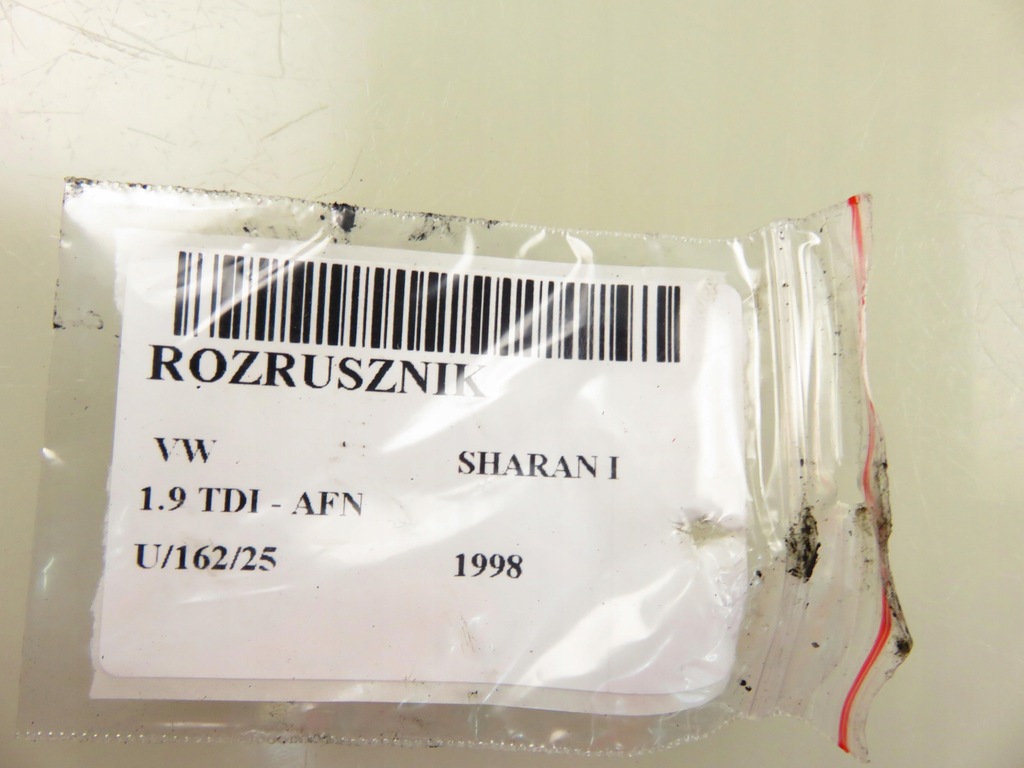 ROZRUSZNIK
VW SHARAN I
1.9 TDI - AFN
U/162/25 1998